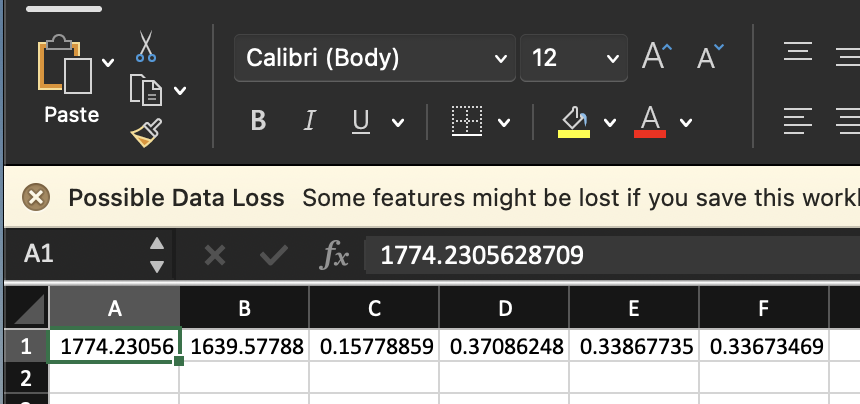 Calibri (Body) 12 A A
Paste B I U A
Possible Data Loss Some features might be lost if you save this work
A1 fx 1774.2305628709
A B C D E F
1 1774.23056 1639.57788 0.15778859 0.37086248 0.33867735 0.33673469
2